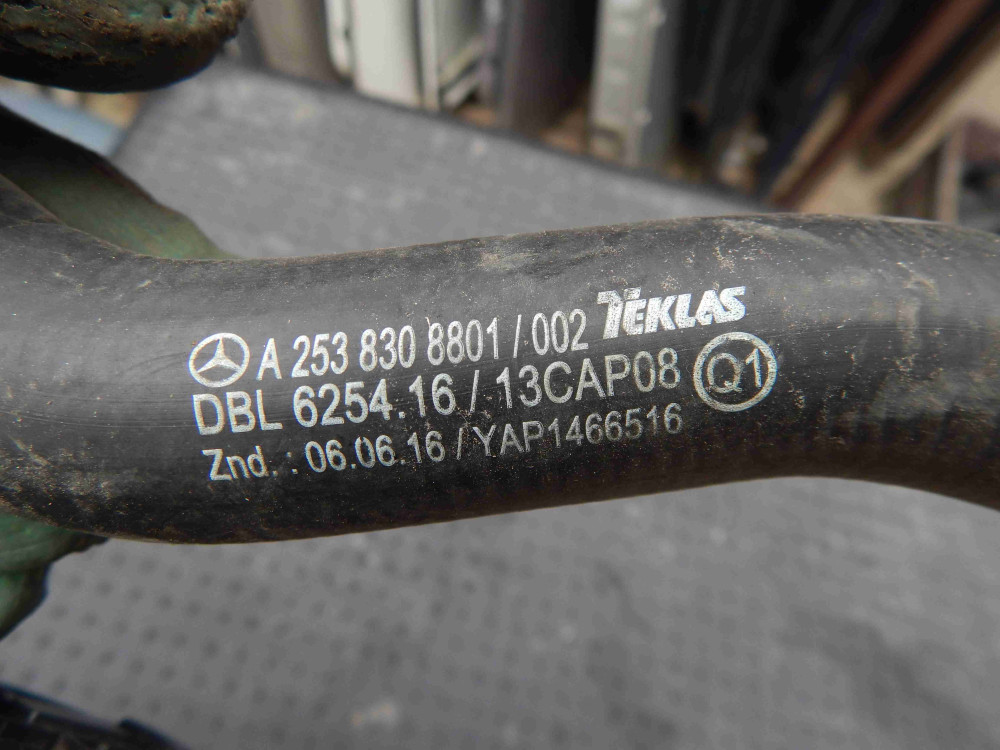 A 253 830 8801 / 002 TEKLAS
DBL 6254.16 / 13CAP08 Q1
Znd. : 06.06.16 / YAP1466516